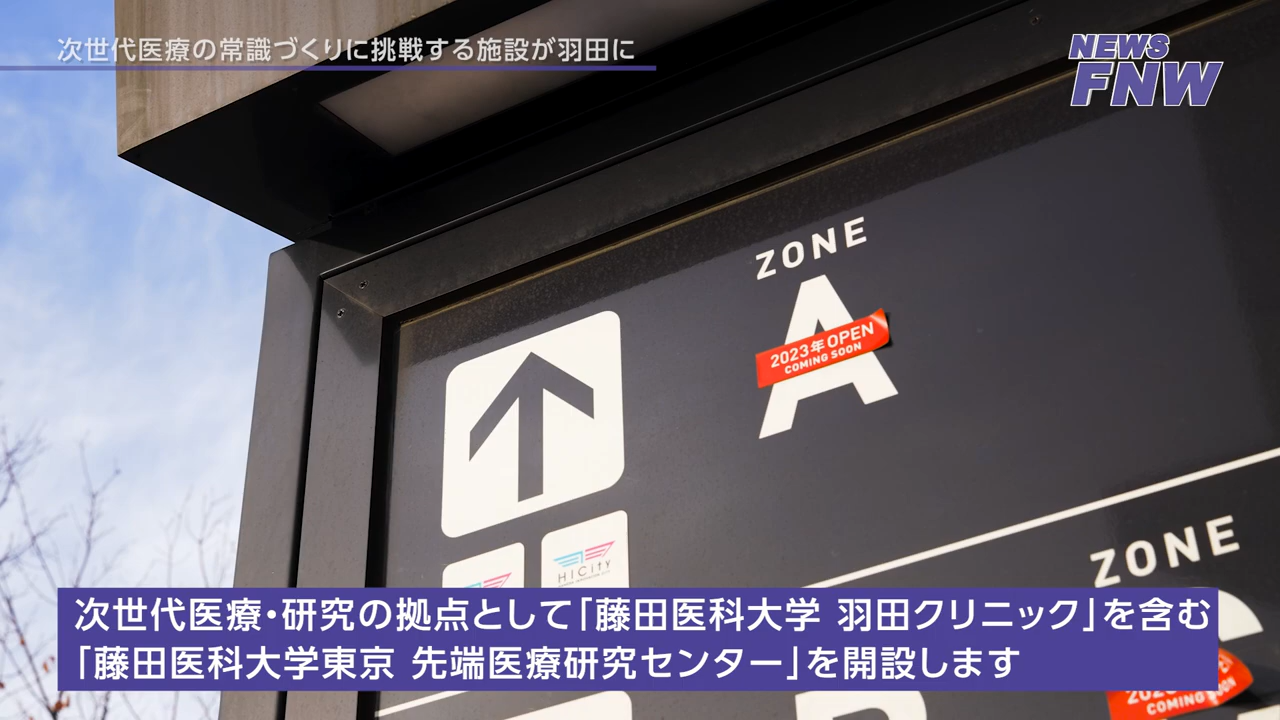 次世代医療の常識づくりに挑戦する施設が羽田に
NEWS
FNW
ZONE
A
2023年OPEN
COMING SOON
HICity
ZONE
次世代医療・研究の拠点として「藤田医科大学 羽田クリニック」を含む
「藤田医科大学東京 先端医療研究センター」を開設します
COMING SOON